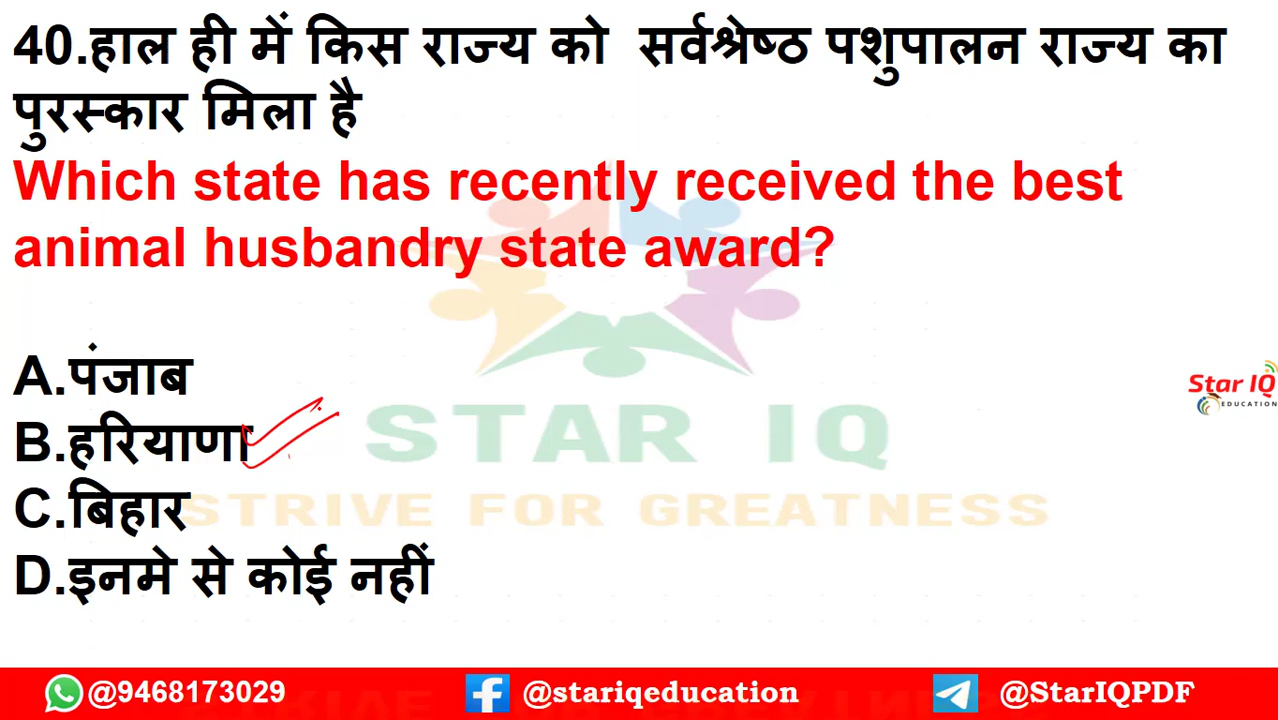 40.हाल ही में किस राज्य को सर्वश्रेष्ठ पशुपालन राज्य का
पुरस्कार मिला है
Which state has recently received the best
animal husbandry state award?
A.पंजाब
B.हरियाणा
C.बिहार
D.इनमे से कोई नहीं
Star IQ
EDUCATION
STAR IQ
STRIVE FOR GREATNESS
@9468173029
@stariqeducation
@StarIQPDF